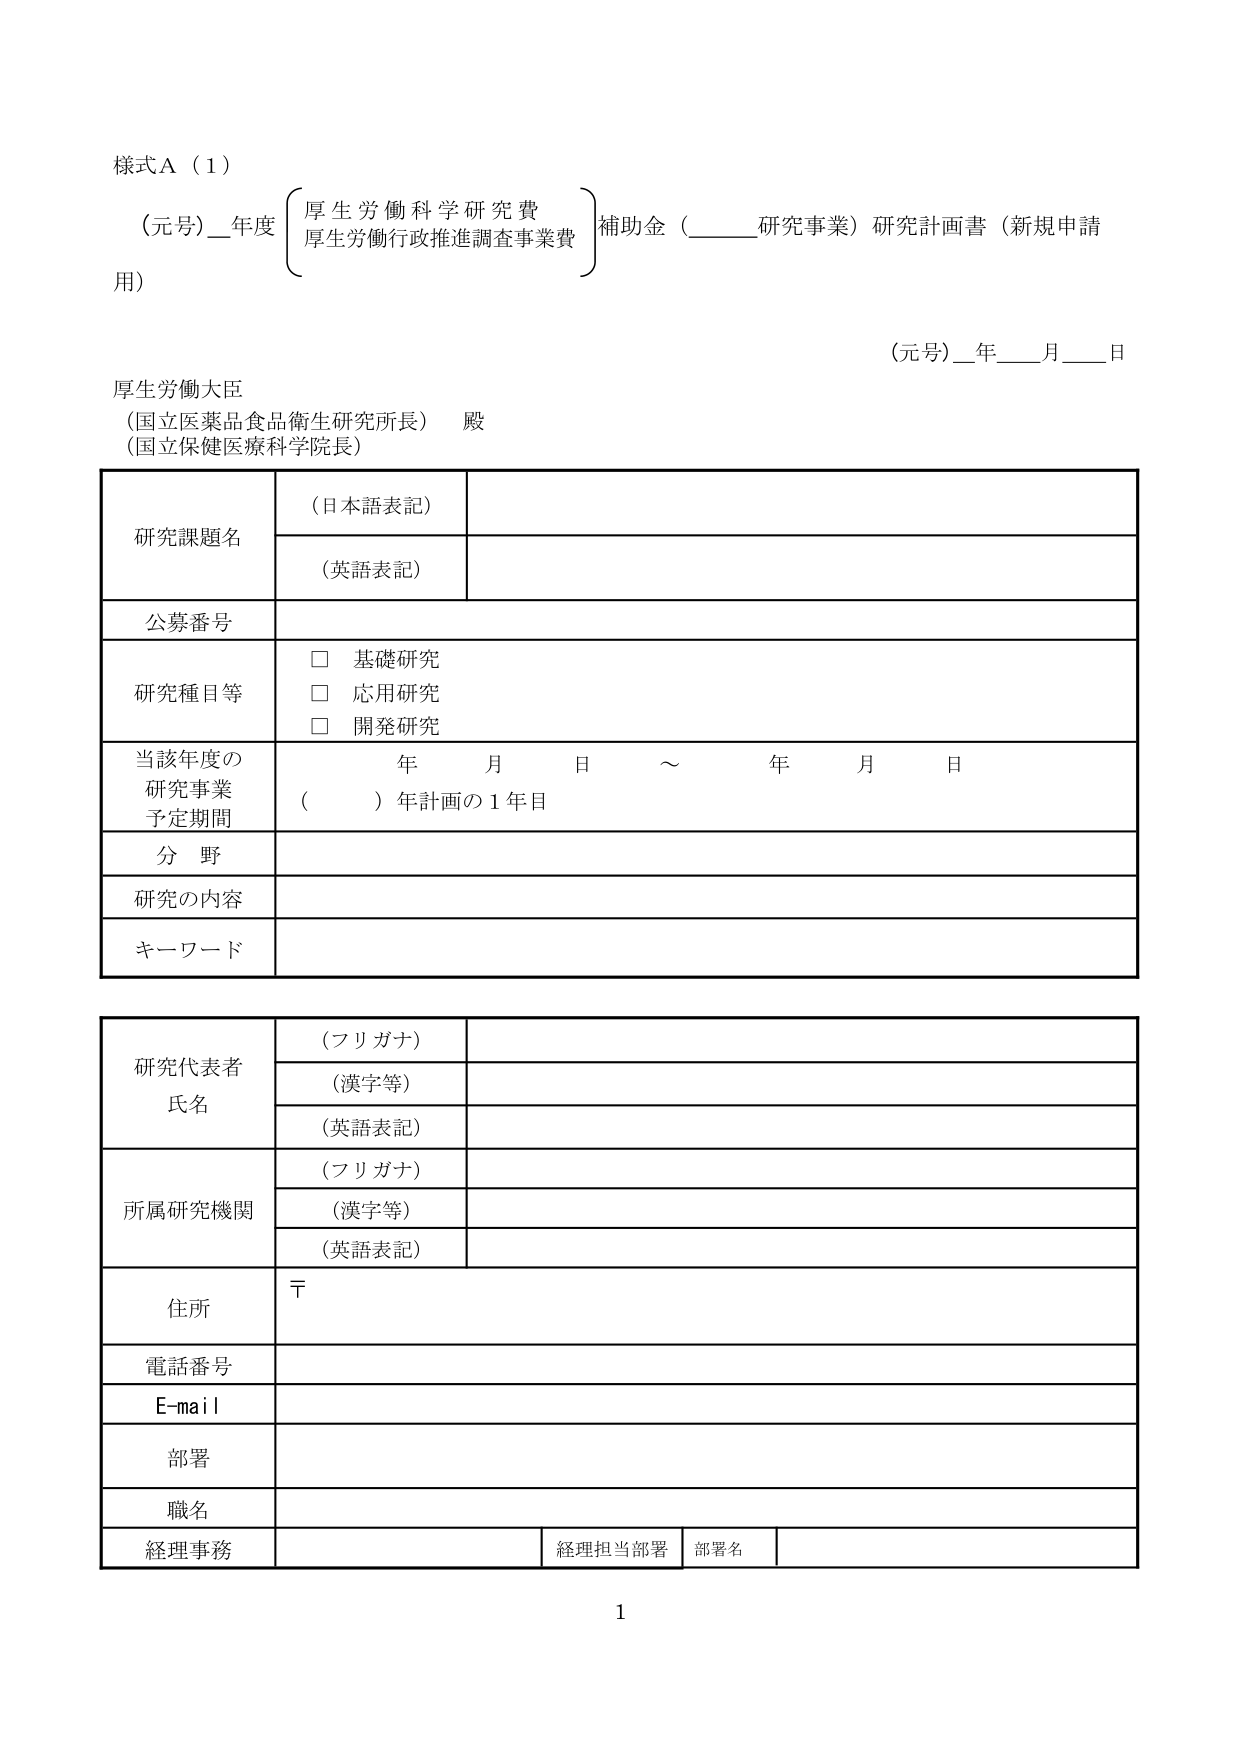 様式Ａ（１）
厚生労働科学研究費
（元号）＿年度　補助金（＿＿＿研究事業）研究計画書（新規申請
厚生労働行政推進調査事業費
用）
（元号）＿年＿＿月＿＿日
厚生労働大臣
（国立医薬品食品衛生研究所長）　殿
（国立保健医療科学院長）
研究課題名
（日本語表記）
（英語表記）
公募番号
研究種目等
□　基礎研究
□　応用研究
□　開発研究
当該年度の
研究事業
予定期間
年　　　月　　　日　　　～　　　　年　　　月　　　日
（　　　）年計画の１年目
分　野
研究の内容
キーワード
研究代表者
氏名
（フリガナ）
（漢字等）
（英語表記）
所属研究機関
（フリガナ）
（漢字等）
（英語表記）
住所
〒
電話番号
E-mail
部署
職名
経理事務　経理担当部署　部署名
1